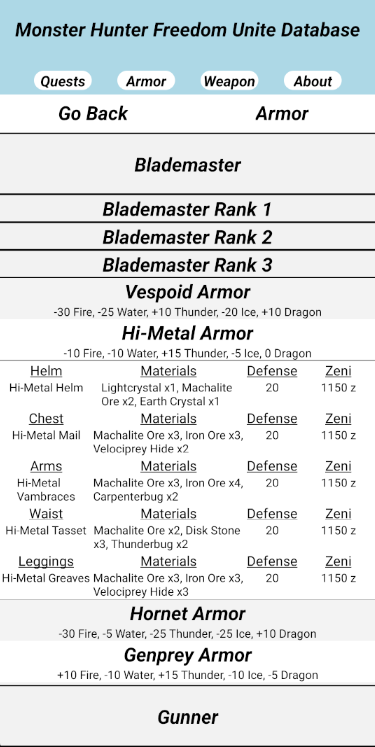 Monster Hunter Freedom Unite Database
Quests Armor Weapon About
Go Back Armor
Blademaster
Blademaster Rank 1
Blademaster Rank 2
Blademaster Rank 3
Vespoid Armor
-30 Fire, -25 Water, +10 Thunder, -20 Ice, +10 Dragon
Hi-Metal Armor
-10 Fire, -10 Water, +15 Thunder, -5 Ice, 0 Dragon
Helm Materials Defense Zeni
Hi-Metal Helm Lightcrystal x1, Machalite 20 1150 z
Ore x2, Earth Crystal x1
Chest Materials Defense Zeni
Hi-Metal Mail Machalite Ore x3, Iron Ore x3, 20 1150 z
Velociprey Hide x2
Arms Materials Defense Zeni
Hi-Metal Machalite Ore x3, Iron Ore x4, 20 1150 z
Vambraces Carpenterbug x2
Waist Materials Defense Zeni
Hi-Metal Tasset Machalite Ore x2, Disk Stone 20 1150 z
x3, Thunderbug x2
Leggings Materials Defense Zeni
Hi-Metal Greaves Machalite Ore x3, Iron Ore x3, 20 1150 z
Velociprey Hide x3
Hornet Armor
-30 Fire, -5 Water, -25 Thunder, -25 Ice, +10 Dragon
Genprey Armor
+10 Fire, -10 Water, +15 Thunder, -10 Ice, -5 Dragon
Gunner